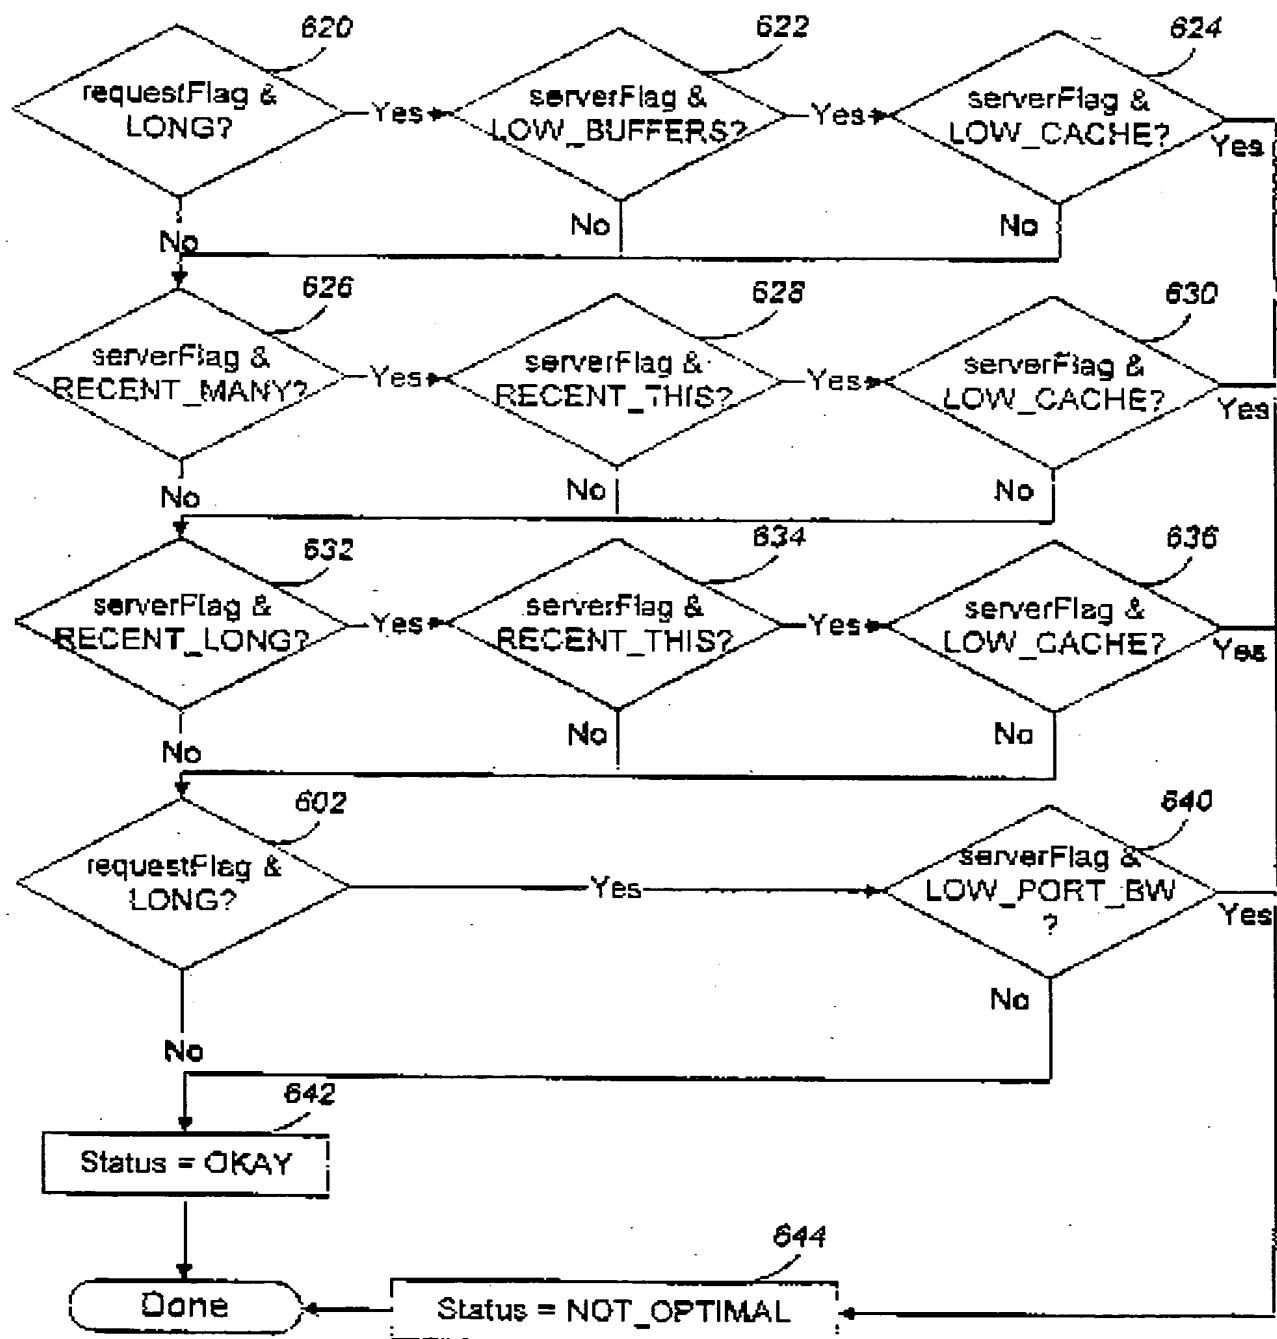 620
622
624
requestFlag &
LONG?
Yes
serverFlag &
LOW_BUFFERS?
Yes
serverFlag &
LOW_CACHE?
Yes
No
No
No
626
628
630
serverFlag &
RECENT_MANY?
Yes
serverFlag &
RECENT_THIS?
Yes
serverFlag &
LOW_CACHE?
Yes
No
No
No
632
634
636
serverFlag &
RECENT_LONG?
Yes
serverFlag &
RECENT_THIS?
Yes
serverFlag &
LOW_CACHE?
Yes
No
No
No
602
640
requestFlag &
LONG?
Yes
serverFlag &
LOW_PORT_BW
?
Yes
No
No
642
Status = OKAY
644
Done
Status = NOT_OPTIMAL